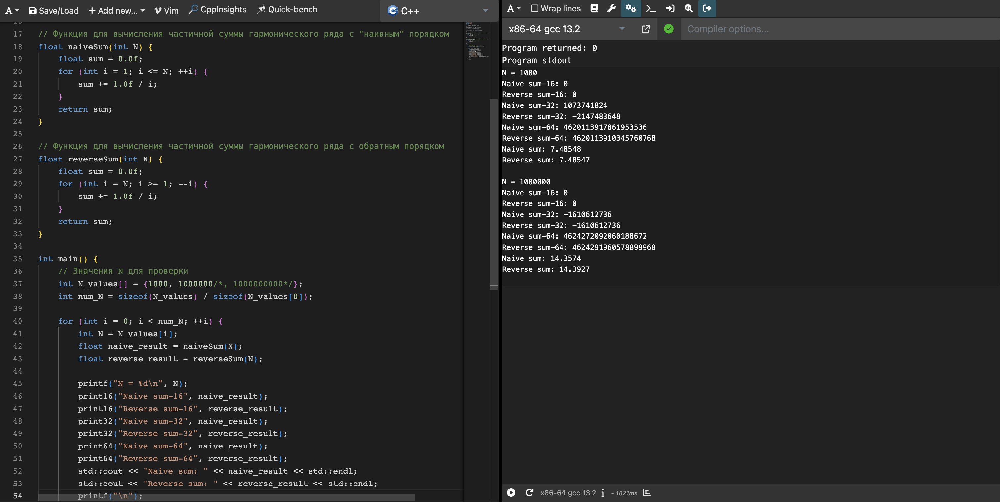 A
Save/Load
+ Add new...
Vim
CppInsights
Quick-bench
C++
16
17 // Функция для вычисления частичной суммы гармонического ряда с "наивным" порядком
18 float naiveSum(int N) {
19 float sum = 0.0f;
20 for (int i = 1; i <= N; ++i) {
21 sum += 1.0f / i;
22 }
23 return sum;
24 }
25
26 // Функция для вычисления частичной суммы гармонического ряда с обратным порядком
27 float reverseSum(int N) {
28 float sum = 0.0f;
29 for (int i = N; i >= 1; --i) {
30 sum += 1.0f / i;
31 }
32 return sum;
33 }
34
35 int main() {
36 // Значения N для проверки
37 int N_values[] = {1000, 1000000/*, 1000000000*/};
38 int num_N = sizeof(N_values) / sizeof(N_values[0]);
39
40 for (int i = 0; i < num_N; ++i) {
41 int N = N_values[i];
42 float naive_result = naiveSum(N);
43 float reverse_result = reverseSum(N);
44
45 printf("N = %d\n", N);
46 print16("Naive sum-16", naive_result);
47 print16("Reverse sum-16", reverse_result);
48 print32("Naive sum-32", naive_result);
49 print32("Reverse sum-32", reverse_result);
50 print64("Naive sum-64", naive_result);
51 print64("Reverse sum-64", reverse_result);
52 std::cout << "Naive sum: " << naive_result << std::endl;
53 std::cout << "Reverse sum: " << reverse_result << std::endl;
54 printf("\n");
A
Wrap lines
x86-64 gcc 13.2
Compiler options...
Program returned: 0
Program stdout
N = 1000
Naive sum-16: 0
Reverse sum-16: 0
Naive sum-32: 1073741824
Reverse sum-32: -2147483648
Naive sum-64: 4620113917861953536
Reverse sum-64: 4620113910345760768
Naive sum: 7.48548
Reverse sum: 7.48547
N = 1000000
Naive sum-16: 0
Reverse sum-16: 0
Naive sum-32: -1610612736
Reverse sum-32: -1610612736
Naive sum-64: 4624272092060188672
Reverse sum-64: 4624291960578899968
Naive sum: 14.3574
Reverse sum: 14.3927
x86-64 gcc 13.2 i - 1821ms